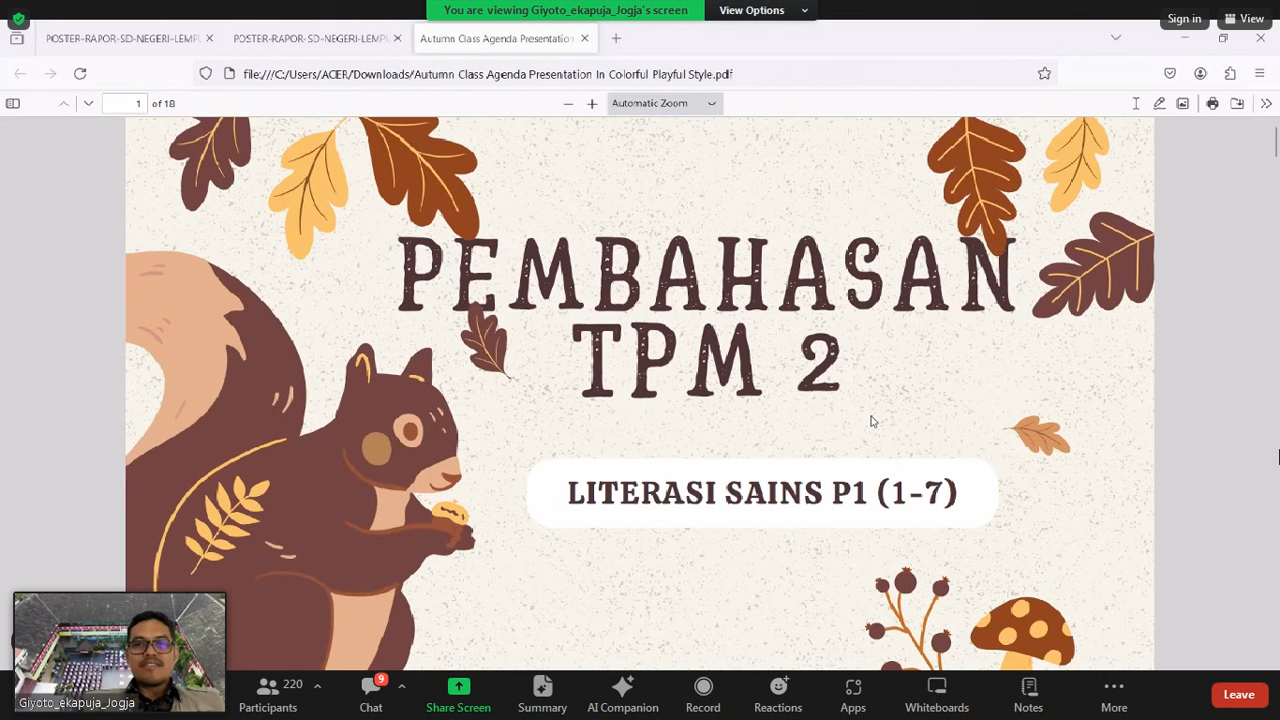 You are viewing Giyoto_ekapuja_Jogja's screen
View Options
Sign in
View
POSTER-RAPOR-SD-NEGERI-LEMPU
POSTER-RAPOR-SD-NEGERI-LEMPU
Autumn Class Agenda Presentation
file:///C:/Users/ACER/Downloads/Autumn Class Agenda Presentation In Colorful Playful Style.pdf
1 of 18
Automatic Zoom
PEMBAHASAN
TPM 2
LITERASI SAINS P1 (1-7)
Giyoto_ekapuja_Jogja
220
9
Participants
Chat
Share Screen
Summary
AI Companion
Record
Reactions
Apps
Whiteboards
Notes
More
Leave